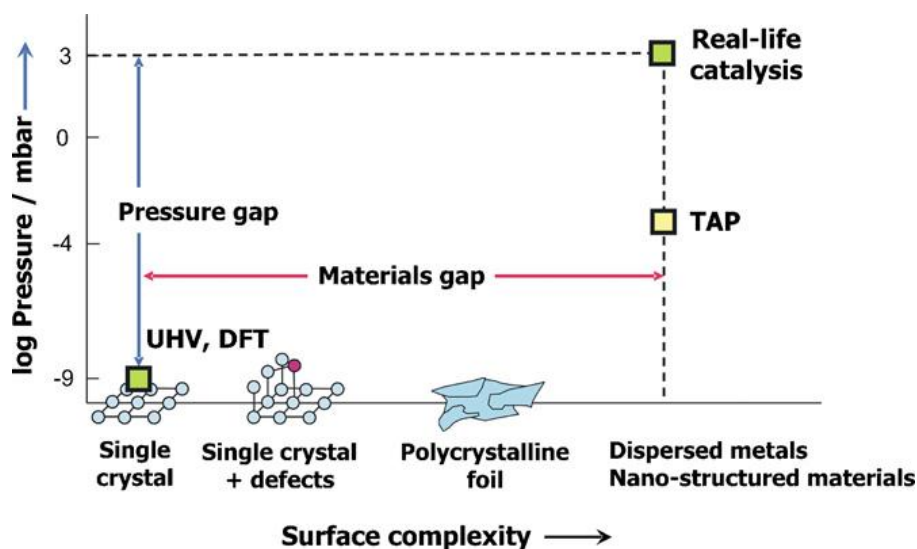 log Pressure / mbar
3
0
-4
-9
Real-life
catalysis
Pressure gap
TAP
Materials gap
UHV, DFT
Single
crystal
Single crystal
+ defects
Polycrystalline
foil
Dispersed metals
Nano-structured materials
Surface complexity